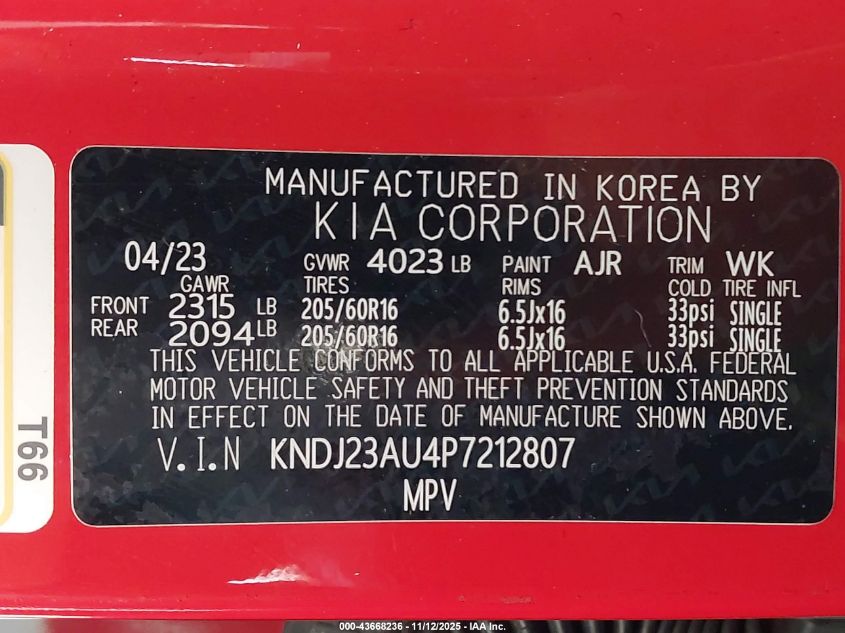 MANUFACTURED IN KOREA BY
KIA CORPORATION
04/23 GVWR 4023 LB PAINT AJR TRIM WK
GAWR TIRES RIMS COLD TIRE INFL
FRONT 2315 LB 205/60R16 6.5Jx16 33psi SINGLE
REAR 2094 LB 205/60R16 6.5Jx16 33psi SINGLE
THIS VEHICLE CONFORMS TO ALL APPLICABLE U.S.A. FEDERAL
MOTOR VEHICLE SAFETY AND THEFT PREVENTION STANDARDS
IN EFFECT ON THE DATE OF MANUFACTURE SHOWN ABOVE.
V.I.N KNDJ23AU4P7212807
MPV
T66
000-43668236 - 11/12/2025 - IAA Inc.